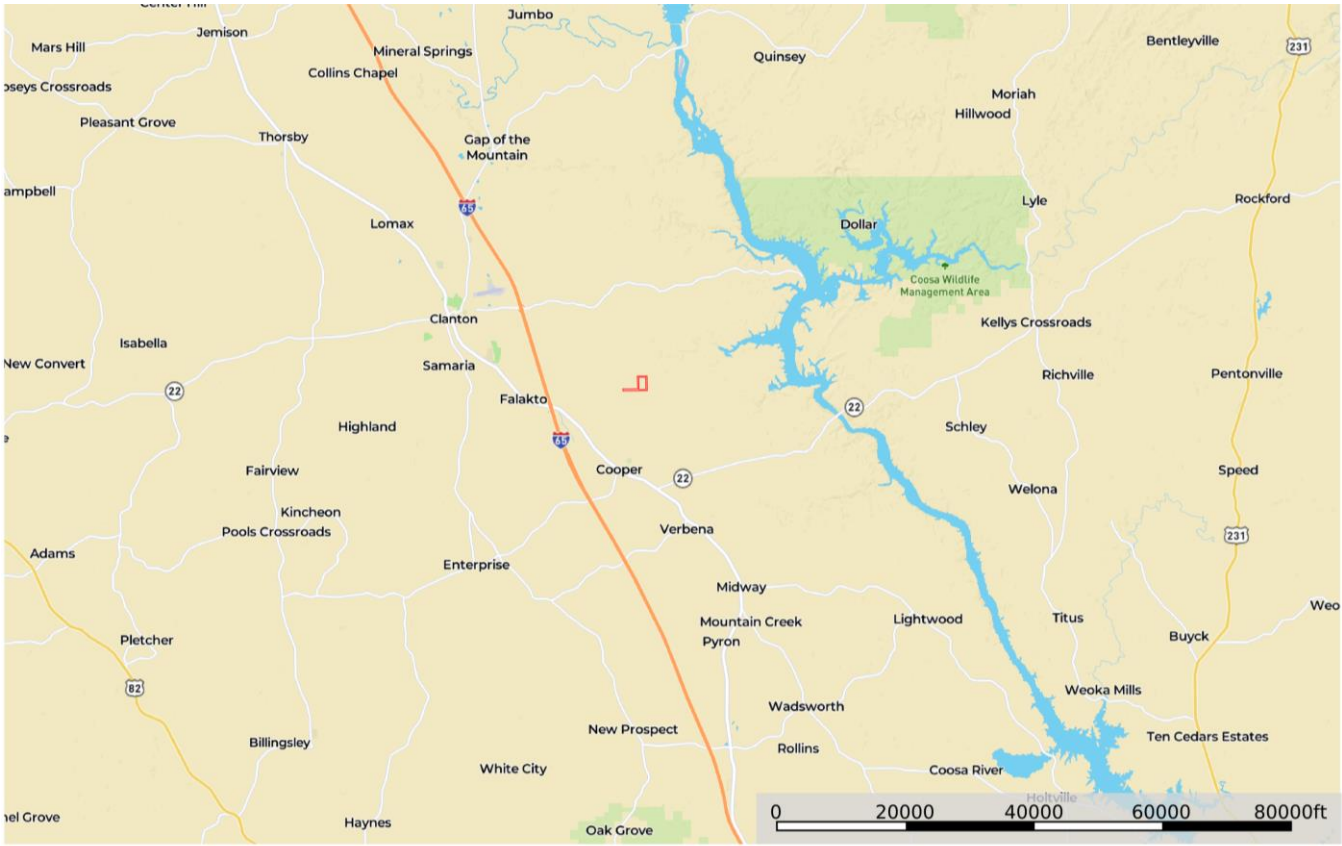 Center Hill
Jumbo
Jemison
Mars Hill
Mineral Springs
Quinsey
Bentleyville
231
Collins Chapel
oseys Crossroads
Moriah
Hillwood
Pleasant Grove
Thorsby
Gap of the
Mountain
ampbell
65
Lyle
Rockford
Lomax
Dollar
Coosa Wildlife
Management Area
Clanton
Kellys Crossroads
Isabella
New Convert
Samaria
Richville
Pentonville
22
Falakto
22
Highland
Schley
65
e
Fairview
Cooper
22
Speed
Welona
Kincheon
Pools Crossroads
Verbena
231
Adams
Enterprise
Midway
Weo
Mountain Creek
Lightwood
Titus
Pyron
Buyck
Pletcher
82
Weoka Mills
Wadsworth
New Prospect
Billingsley
Rollins
Ten Cedars Estates
White City
Coosa River
Holtville
nel Grove
Haynes
Oak Grove
0 20000 40000 60000 80000ft